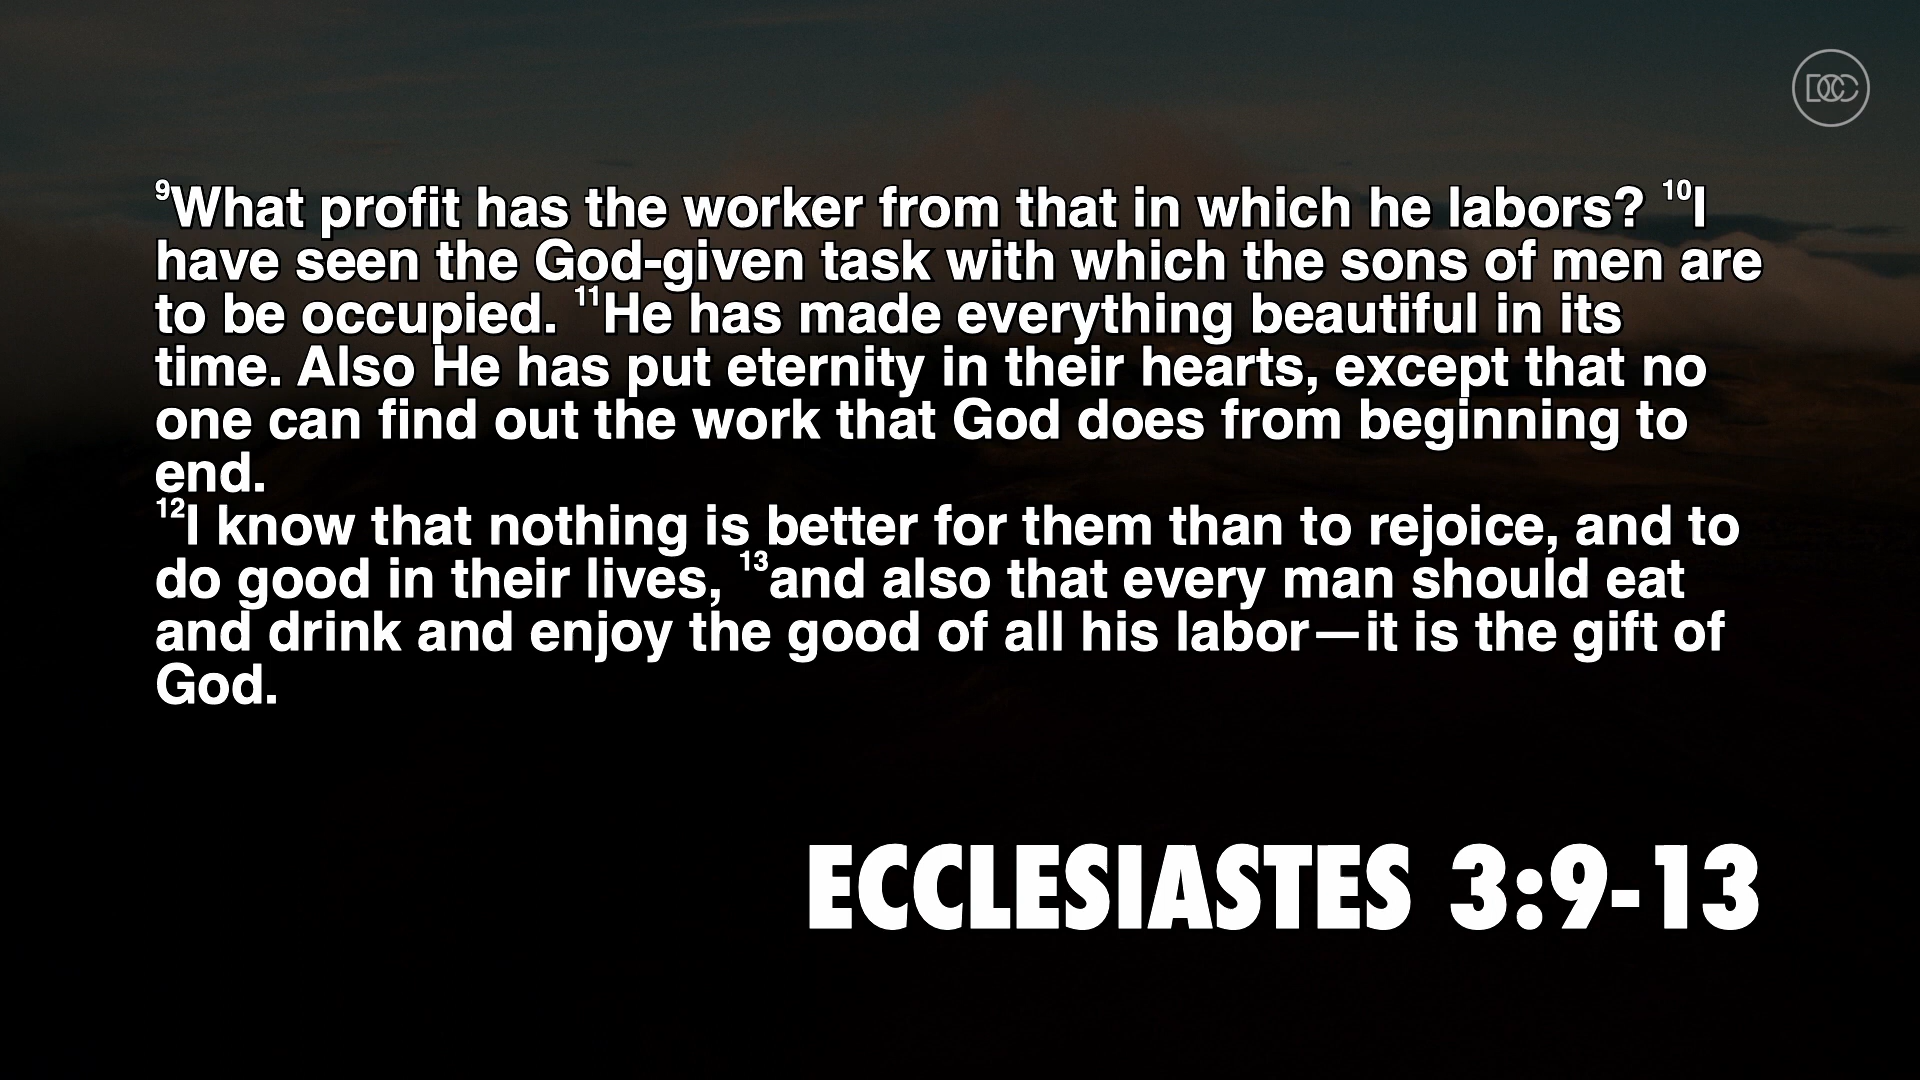 DCC
⁹What profit has the worker from that in which he labors? ¹⁰I
have seen the God-given task with which the sons of men are
to be occupied. ¹¹He has made everything beautiful in its
time. Also He has put eternity in their hearts, except that no
one can find out the work that God does from beginning to
end.
¹²I know that nothing is better for them than to rejoice, and to
do good in their lives, ¹³and also that every man should eat
and drink and enjoy the good of all his labor—it is the gift of
God.
ECCLESIASTES 3:9-13